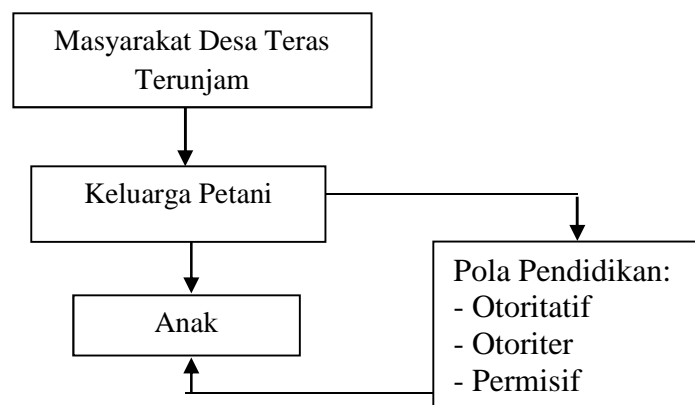 Masyarakat Desa Teras
Terunjam
Keluarga Petani
Anak
Pola Pendidikan:
- Otoritatif
- Otoriter
- Permisif